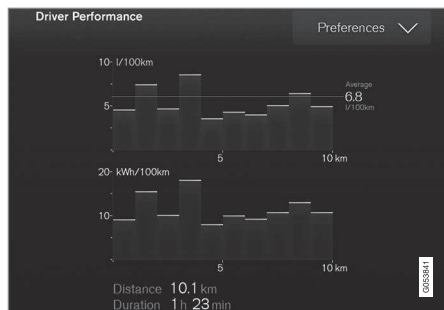 Driver Performance
Preferences
10 l/100km
Average
6.8
l/100km
5
5
10 km
20 kWh/100km
10
5
10 km
Distance 10.1 km
Duration 1 h 23 min
G053841